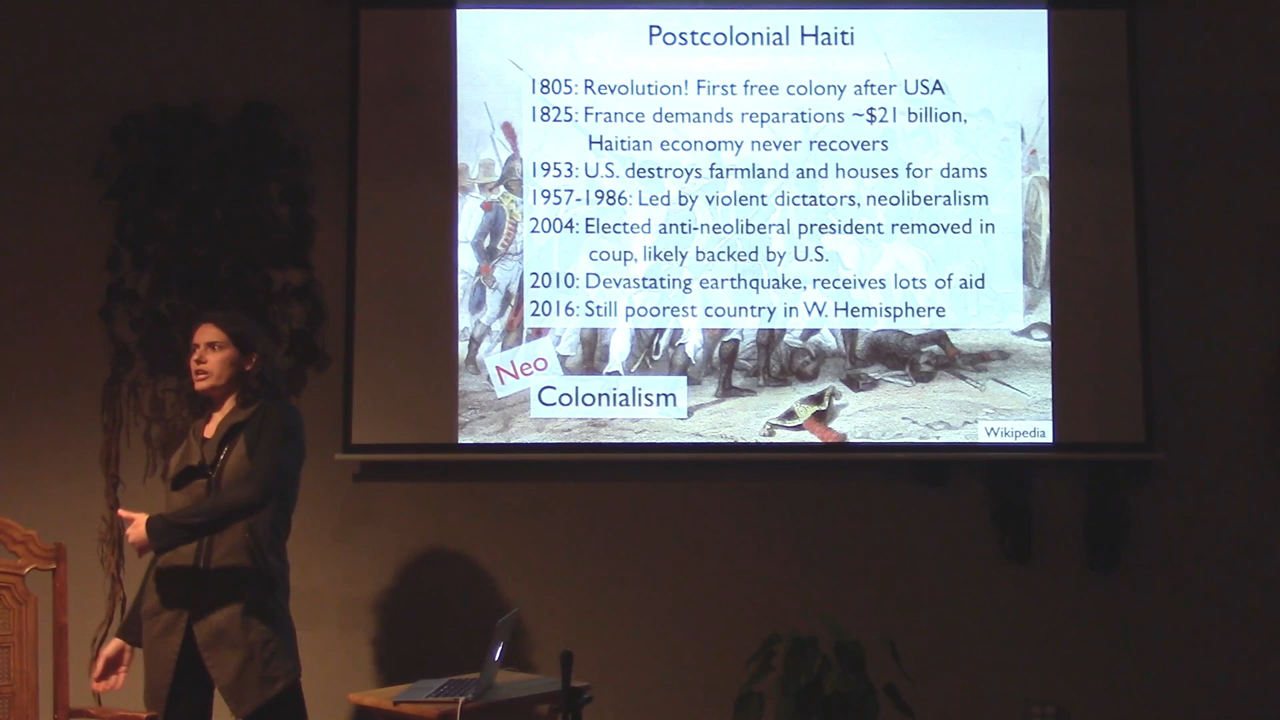 Postcolonial Haiti
1805: Revolution! First free colony after USA
1825: France demands reparations ~$21 billion,
Haitian economy never recovers
1953: U.S. destroys farmland and houses for dams
1957-1986: Led by violent dictators, neoliberalism
2004: Elected anti-neoliberal president removed in
coup, likely backed by U.S.
2010: Devastating earthquake, receives lots of aid
2016: Still poorest country in W. Hemisphere
Neo
Colonialism
Wikipedia